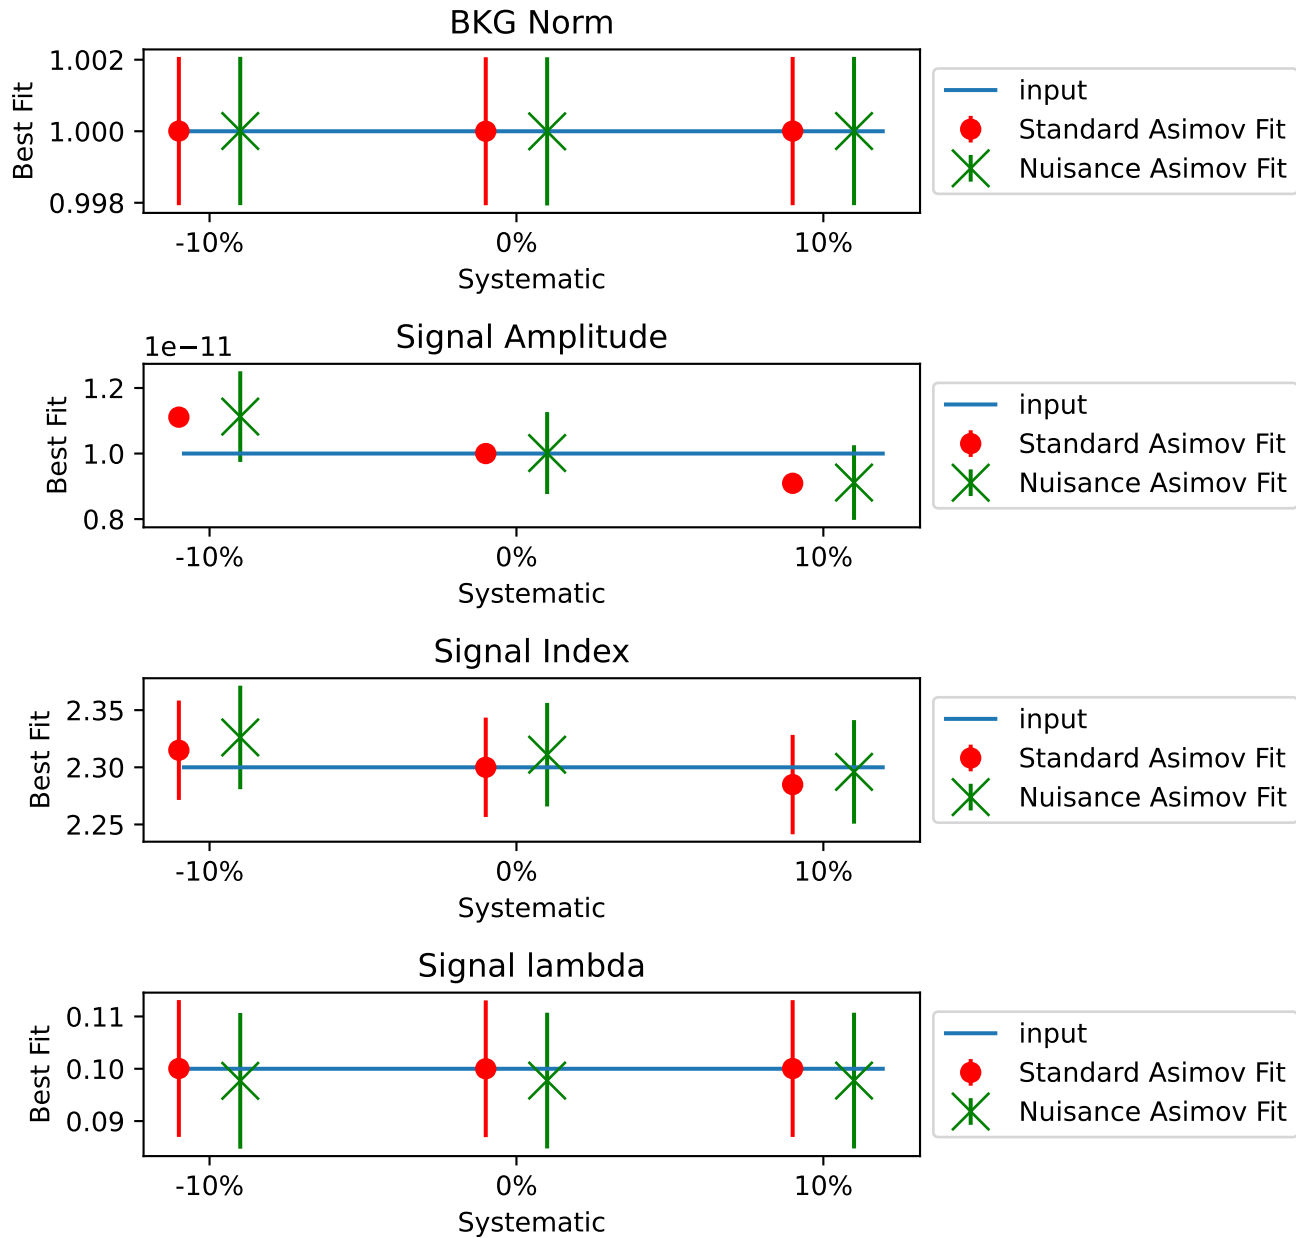 BKG Norm
Best Fit
1.002
1.000
0.998
-10%
0%
10%
Systematic
input
Standard Asimov Fit
Nuisance Asimov Fit
Signal Amplitude
1e−11
Best Fit
1.2
1.0
0.8
-10%
0%
10%
Systematic
input
Standard Asimov Fit
Nuisance Asimov Fit
Signal Index
Best Fit
2.35
2.30
2.25
-10%
0%
10%
Systematic
input
Standard Asimov Fit
Nuisance Asimov Fit
Signal lambda
Best Fit
0.11
0.10
0.09
-10%
0%
10%
Systematic
input
Standard Asimov Fit
Nuisance Asimov Fit